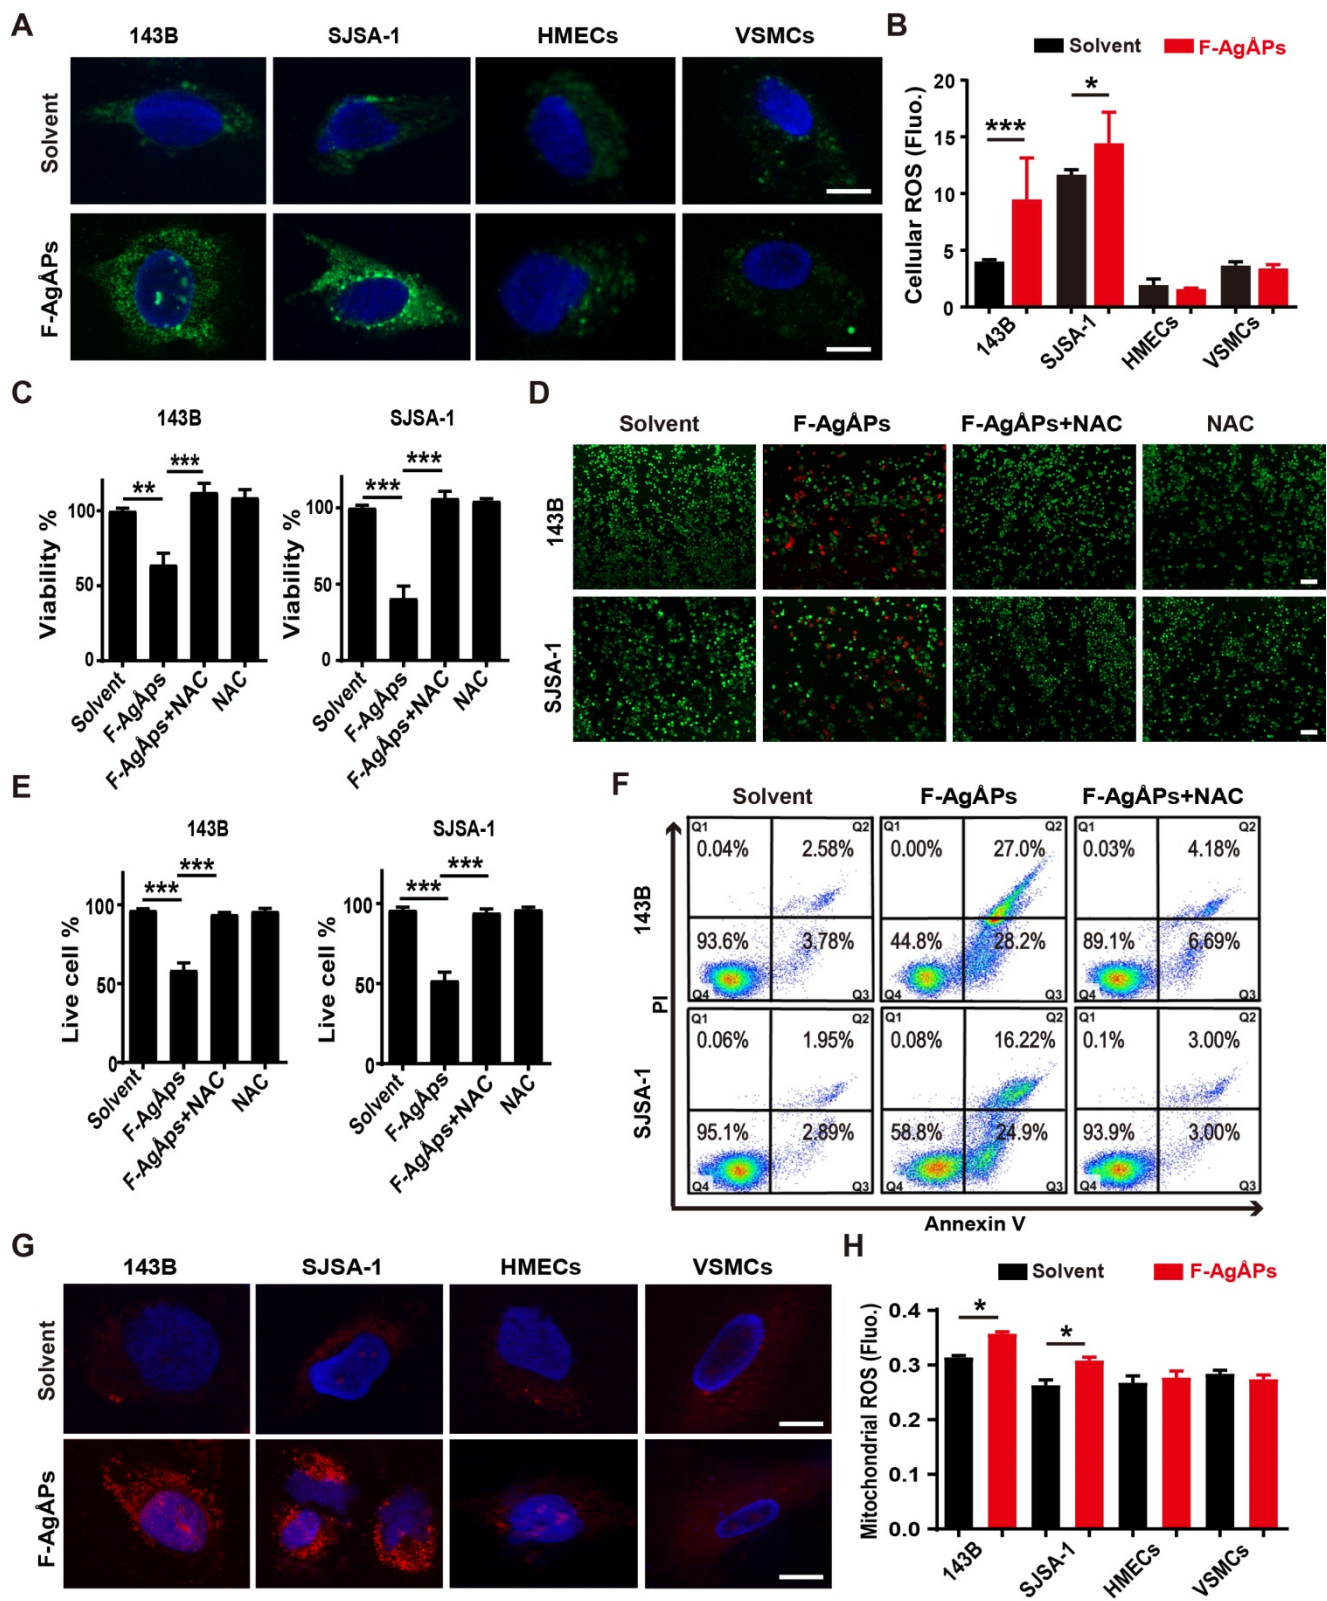 A
143B SJSA-1 HMECs VSMCs
Solvent
F-AgÅPs
B
Solvent F-AgÅPs
Cellular ROS (Fluo.)
20
15
10
5
0
*** *
143B SJSA-1 HMECs VSMCs
C
143B
Viability %
100
50
0
** ***
Solvent F-AgÅps F-AgÅps+NAC NAC
SJSA-1
Viability %
100
50
0
*** ***
Solvent F-AgÅps F-AgÅps+NAC NAC
D
Solvent F-AgÅPs F-AgÅPs+NAC NAC
143B
SJSA-1
E
143B
Live cell %
100
50
0
*** ***
Solvent F-AgÅps F-AgÅps+NAC NAC
SJSA-1
Live cell %
100
50
0
*** ***
Solvent F-AgÅps F-AgÅps+NAC NAC
F
Solvent F-AgÅPs F-AgÅPs+NAC
143B
Q1 Q2 Q1 Q2 Q1 Q2
0.04% 2.58% 0.00% 27.0% 0.03% 4.18%
93.6% 3.78% 44.8% 28.2% 89.1% 6.69%
Q4 Q3 Q4 Q3 Q4 Q3
PI
SJSA-1
Q1 Q2 Q1 Q2 Q1 Q2
0.06% 1.95% 0.08% 16.22% 0.1% 3.00%
95.1% 2.89% 58.8% 24.9% 93.9% 3.00%
Q4 Q3 Q4 Q3 Q4 Q3
Annexin V
G
143B SJSA-1 HMECs VSMCs
Solvent
F-AgÅPs
H
Solvent F-AgÅPs
Mitochondrial ROS (Fluo.)
0.4
0.3
0.2
0.1
0.0
* *
143B SJSA-1 HMECs VSMCs